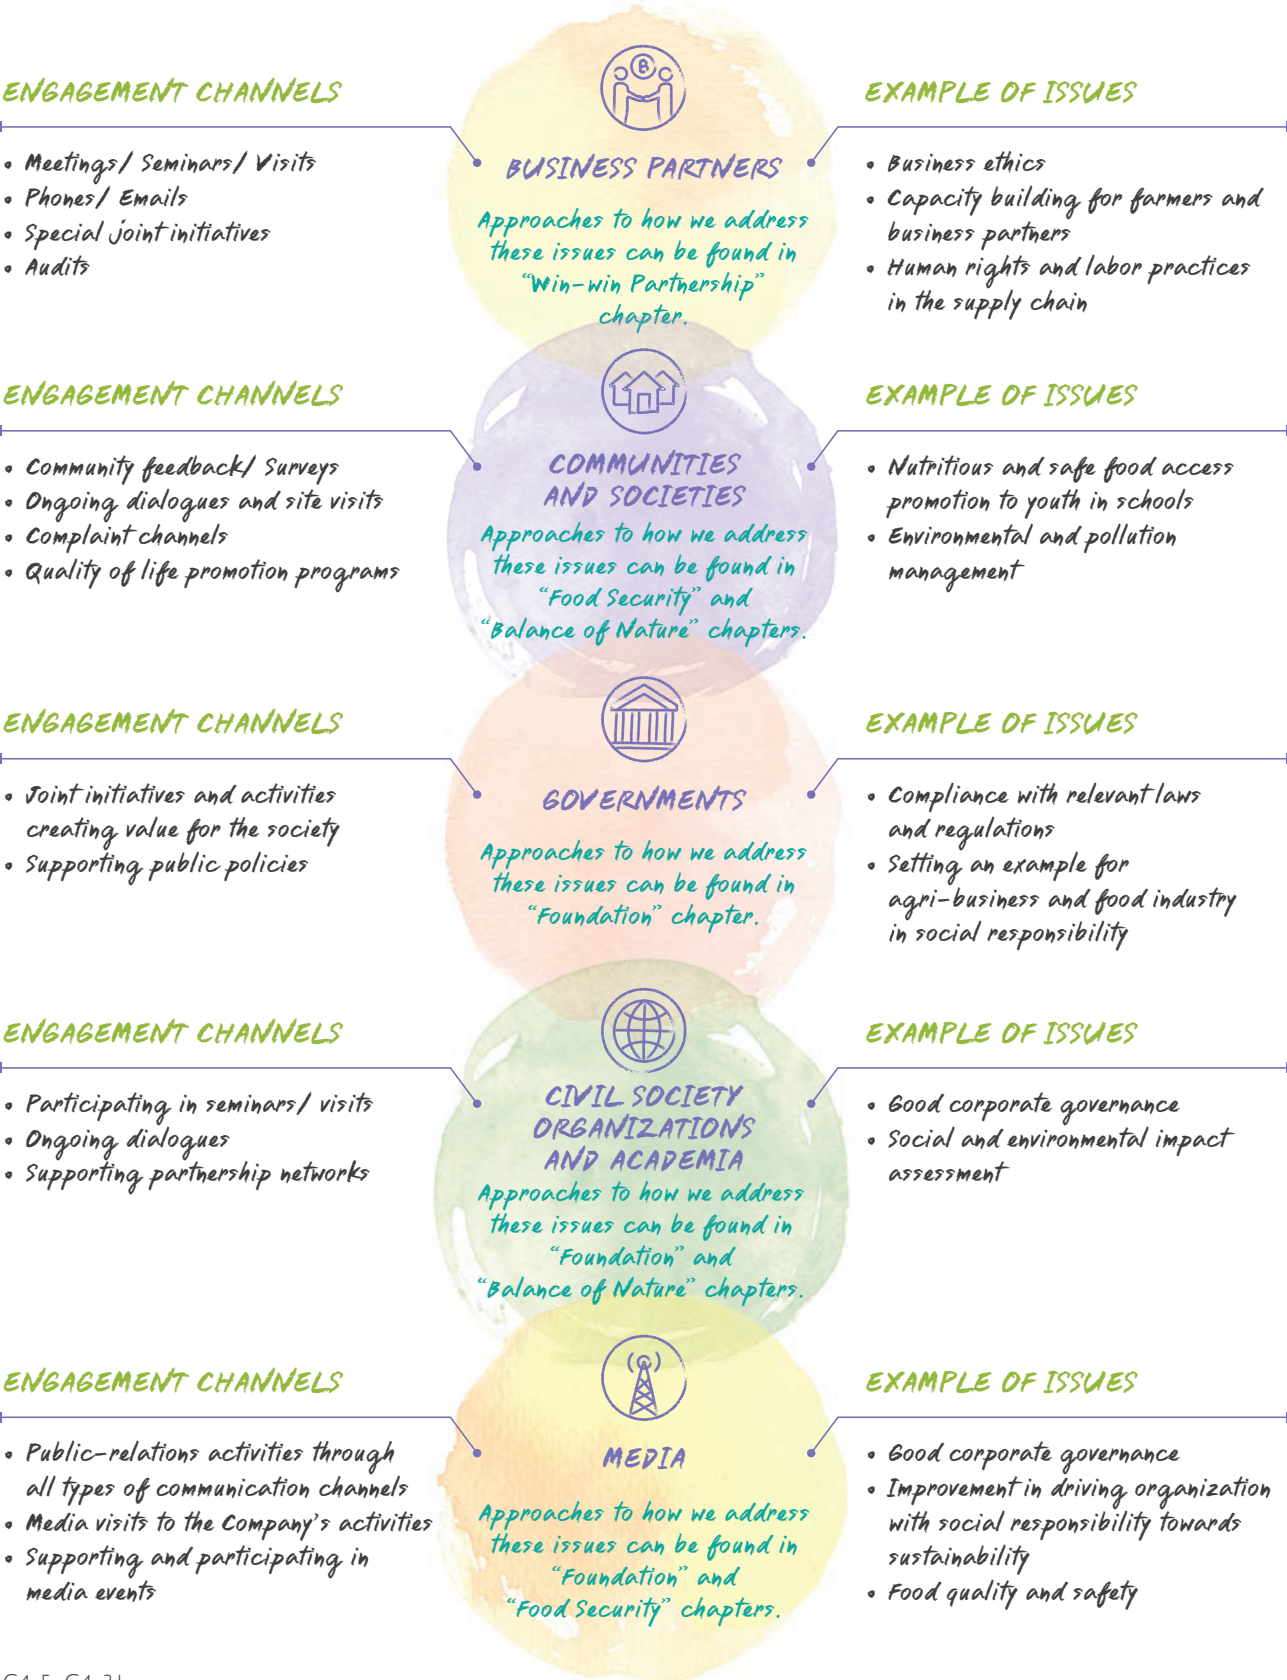 ENGAGEMENT CHANNELS
• Meetings/ Seminars/ Visits
• Phones/ Emails
• Special joint initiatives
• Audits
BUSINESS PARTNERS
Approaches to how we address
these issues can be found in
“Win-win Partnership”
chapter.
EXAMPLE OF ISSUES
• Business ethics
• Capacity building for farmers and
business partners
• Human rights and labor practices
in the supply chain
ENGAGEMENT CHANNELS
• Community feedback/ Surveys
• Ongoing dialogues and site visits
• Complaint channels
• Quality of life promotion programs
COMMUNITIES
AND SOCIETIES
Approaches to how we address
these issues can be found in
“Food Security” and
“Balance of Nature” chapters.
EXAMPLE OF ISSUES
• Nutritious and safe food access
promotion to youth in schools
• Environmental and pollution
management
ENGAGEMENT CHANNELS
• Joint initiatives and activities
creating value for the society
• Supporting public policies
GOVERNMENTS
Approaches to how we address
these issues can be found in
“Foundation” chapter.
EXAMPLE OF ISSUES
• Compliance with relevant laws
and regulations
• Setting an example for
agri-business and food industry
in social responsibility
ENGAGEMENT CHANNELS
• Participating in seminars/ visits
• Ongoing dialogues
• Supporting partnership networks
CIVIL SOCIETY
ORGANIZATIONS
AND ACADEMIA
Approaches to how we address
these issues can be found in
“Foundation” and
“Balance of Nature” chapters.
EXAMPLE OF ISSUES
• Good corporate governance
• Social and environmental impact
assessment
ENGAGEMENT CHANNELS
• Public-relations activities through
all types of communication channels
• Media visits to the Company's activities
• Supporting and participating in
media events
MEDIA
Approaches to how we address
these issues can be found in
“Foundation” and
“Food Security” chapters.
EXAMPLE OF ISSUES
• Good corporate governance
• Improvement in driving organization
with social responsibility towards
sustainability
• Food quality and safety